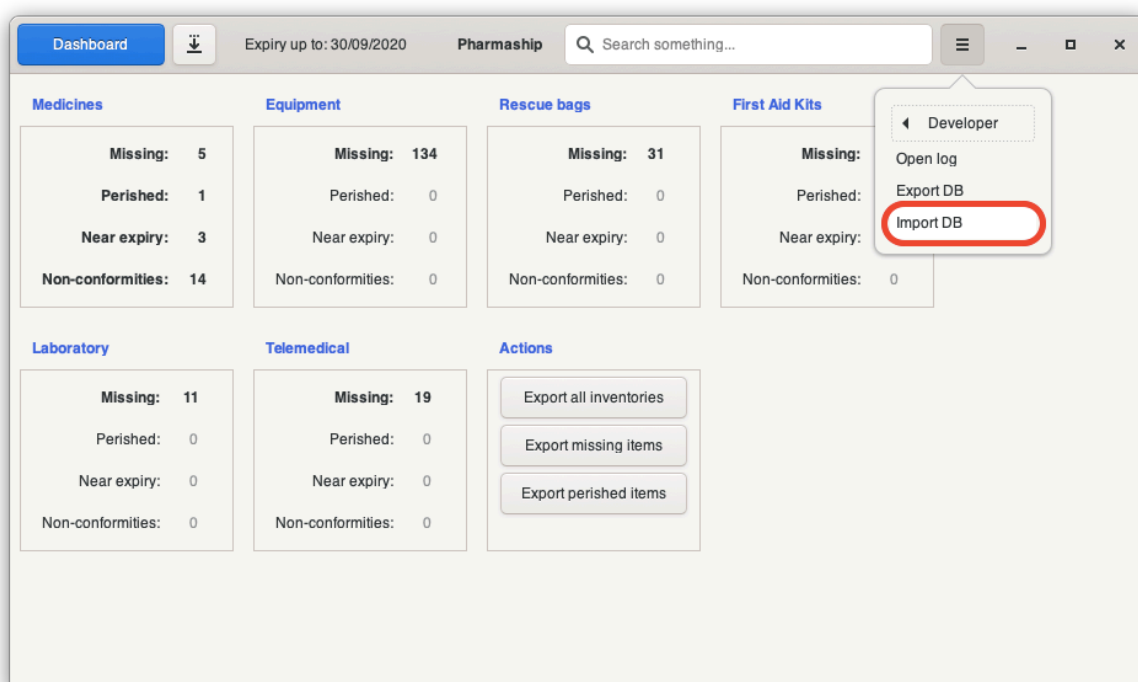 Dashboard
Expiry up to: 30/09/2020
Pharmaship
Search something...
Developer
Open log
Export DB
Import DB
Medicines
Missing: 5
Perished: 1
Near expiry: 3
Non-conformities: 14
Equipment
Missing: 134
Perished: 0
Near expiry: 0
Non-conformities: 0
Rescue bags
Missing: 31
Perished: 0
Near expiry: 0
Non-conformities: 0
First Aid Kits
Missing:
Perished:
Near expiry:
Non-conformities: 0
Laboratory
Missing: 11
Perished: 0
Near expiry: 0
Non-conformities: 0
Telemedical
Missing: 19
Perished: 0
Near expiry: 0
Non-conformities: 0
Actions
Export all inventories
Export missing items
Export perished items